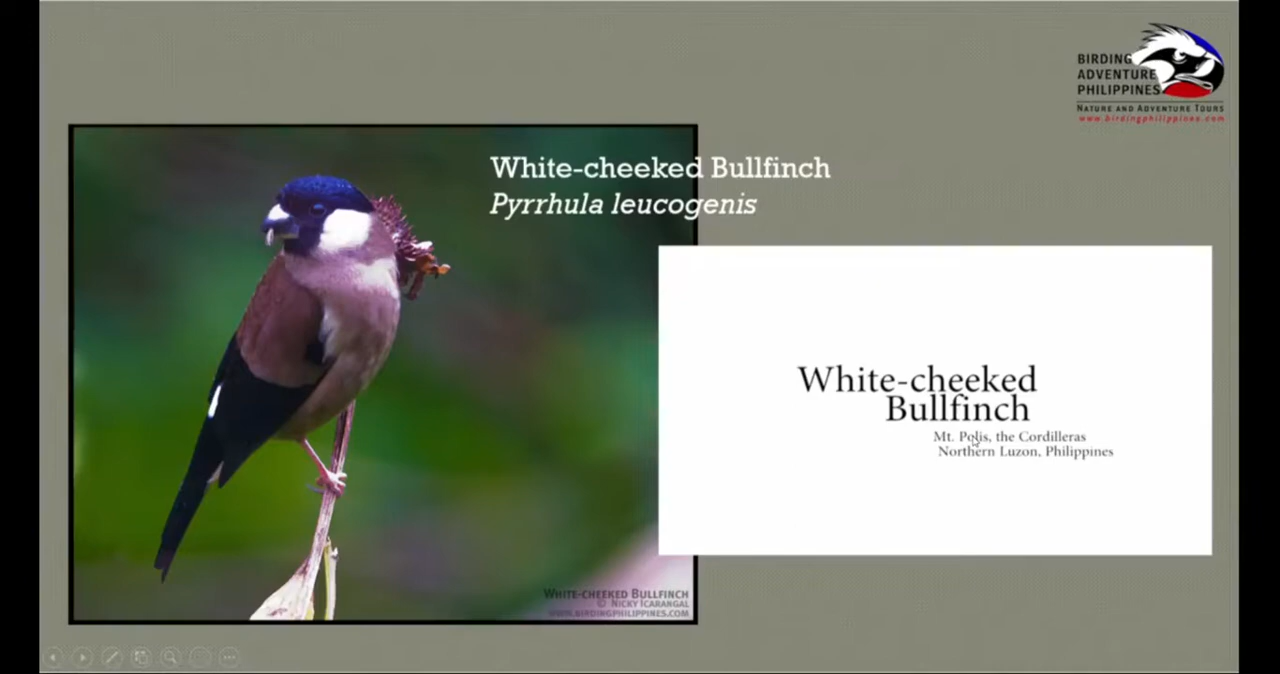 BIRDING
ADVENTURE
PHILIPPINES
NATURE AND ADVENTURE TOURS
www.birdingphilippines.com
White-cheeked Bullfinch
Pyrrhula leucogenis
White-cheeked
Bullfinch
Mt. Polis, the Cordilleras
Northern Luzon, Philippines
WHITE-CHEEKED BULLFINCH
© NICKY ICARANGAL
WWW.BIRDINGPHILIPPINES.COM